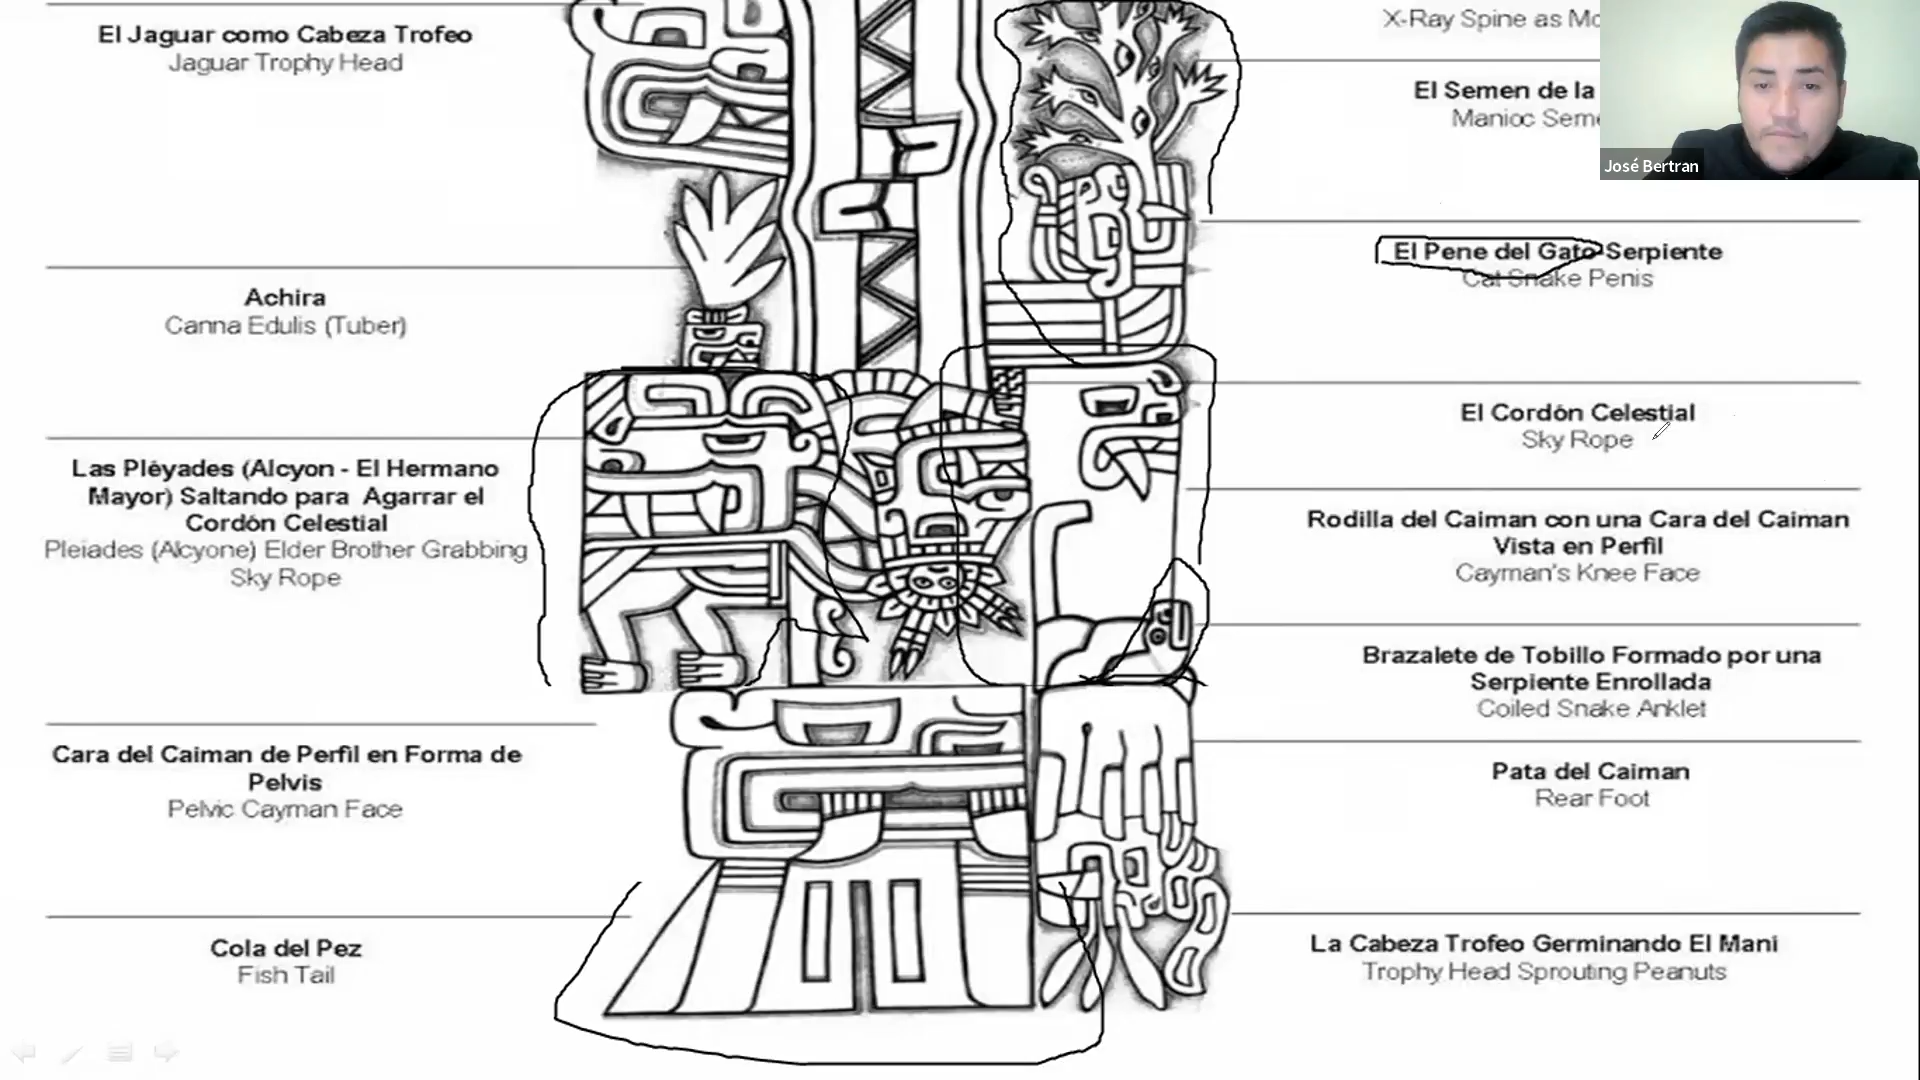 El Jaguar como Cabeza Trofeo
Jaguar Trophy Head
Achira
Canna Edulis (Tuber)
Las Pléyades (Alcyon - El Hermano
Mayor) Saltando para Agarrar el
Cordón Celestial
Pleiades (Alcyone) Elder Brother Grabbing
Sky Rope
Cara del Caiman de Perfil en Forma de
Pelvis
Pelvic Cayman Face
Cola del Pez
Fish Tail
X-Ray Spine as
El Semen de la
Manioc
José Bertran
El Pene del Gato-Serpiente
Cat Snake Penis
El Cordón Celestial
Sky Rope
Rodilla del Caiman con una Cara del Caiman
Vista en Perfil
Cayman's Knee Face
Brazalete de Tobillo Formado por una
Serpiente Enrollada
Coiled Snake Anklet
Pata del Caiman
Rear Foot
La Cabeza Trofeo Germinando El Mani
Trophy Head Sprouting Peanuts